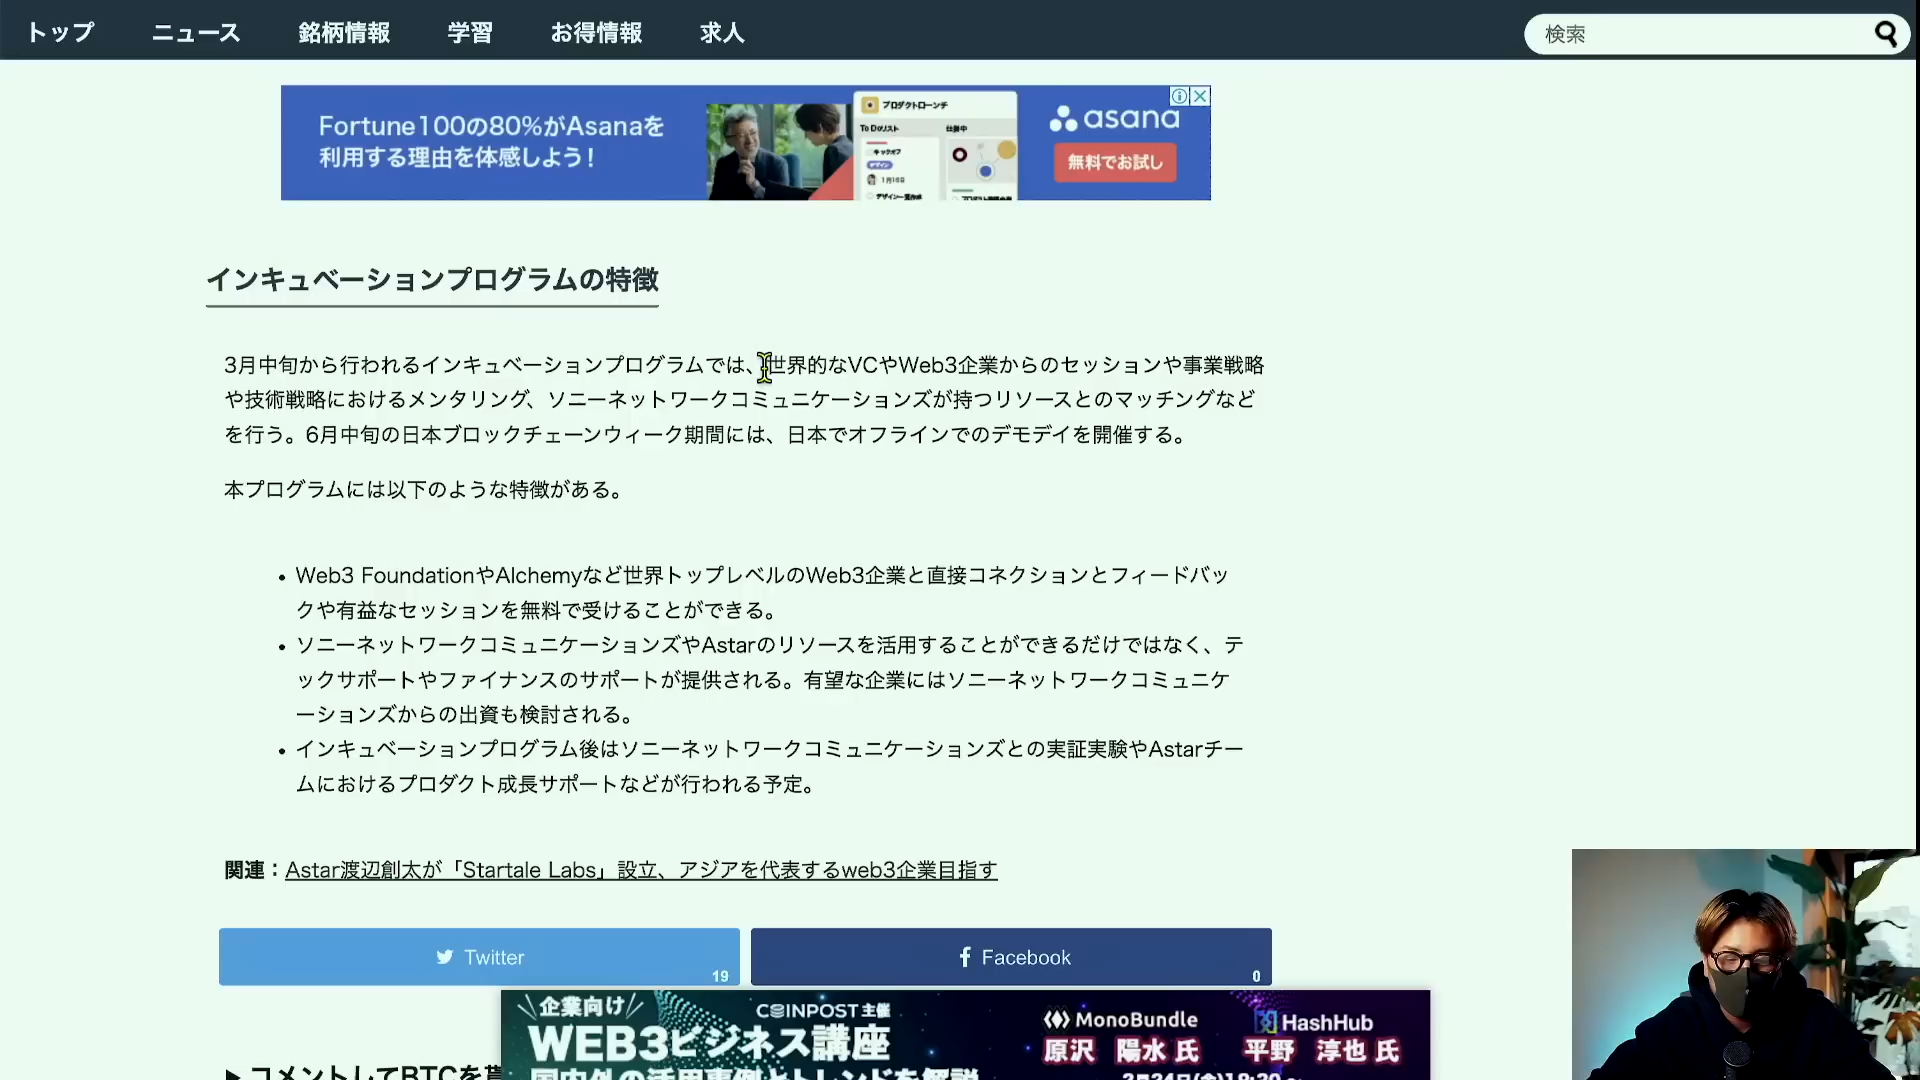 トップ ニュース 銘柄情報 学習 お得情報 求人 検索
Fortune100の80%がAsanaを
利用する理由を体感しよう！
プロダクトローンチ
To Doリスト 仕掛中
キックオフ
デザイン
1月16日
asana
無料でお試し
インキュベーションプログラムの特徴
3月中旬から行われるインキュベーションプログラムでは、世界的なVCやWeb3企業からのセッションや事業戦略
や技術戦略におけるメンタリング、ソニーネットワークコミュニケーションズが持つリソースとのマッチングなど
を行う。6月中旬の日本ブロックチェーンウィーク期間には、日本でオフラインでのデモデイを開催する。
本プログラムには以下のような特徴がある。
• Web3 FoundationやAlchemyなど世界トップレベルのWeb3企業と直接コネクションとフィードバッ
クや有益なセッションを無料で受けることができる。
• ソニーネットワークコミュニケーションズやAstarのリソースを活用することができるだけではなく、テ
ックサポートやファイナンスのサポートが提供される。有望な企業にはソニーネットワークコミュニケ
ーションズからの出資も検討される。
• インキュベーションプログラム後はソニーネットワークコミュニケーションズとの実証実験やAstarチー
ムにおけるプロダクト成長サポートなどが行われる予定。
関連：Astar渡辺創太が「Startale Labs」設立、アジアを代表するweb3企業目指す
Twitter 19
Facebook 0
企業向け COINPOST主催
WEB3ビジネス講座
国内外の活用事例とトレンドを解説
MonoBundle
原沢 陽水 氏
HashHub
平野 淳也 氏
2月24日(金)18:30～
▶ コメントしてBTCを貰